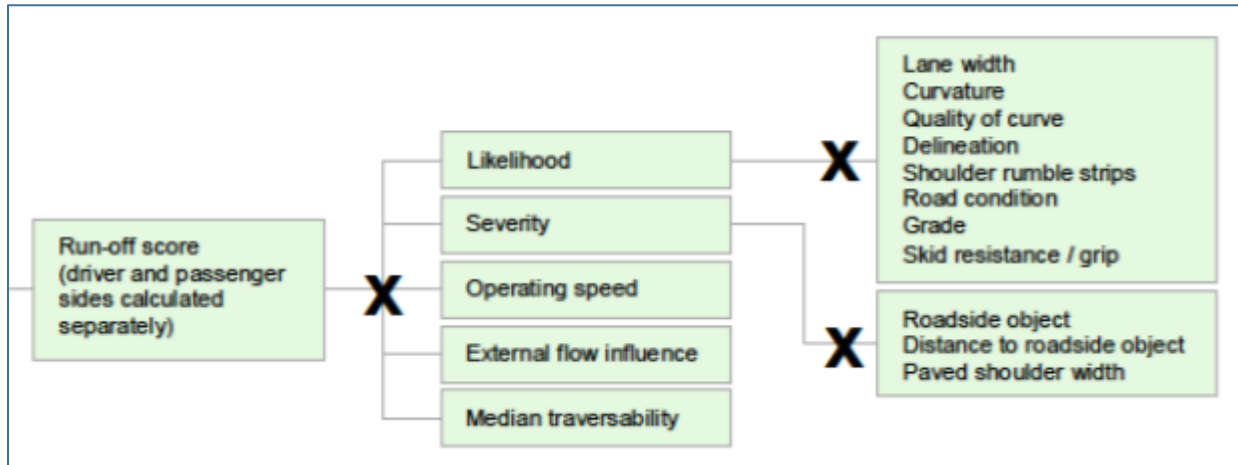 Run-off score
(driver and passenger
sides calculated
separately)
X
Likelihood
Severity
Operating speed
External flow influence
Median traversability
X
Lane width
Curvature
Quality of curve
Delineation
Shoulder rumble strips
Road condition
Grade
Skid resistance / grip
X
Roadside object
Distance to roadside object
Paved shoulder width